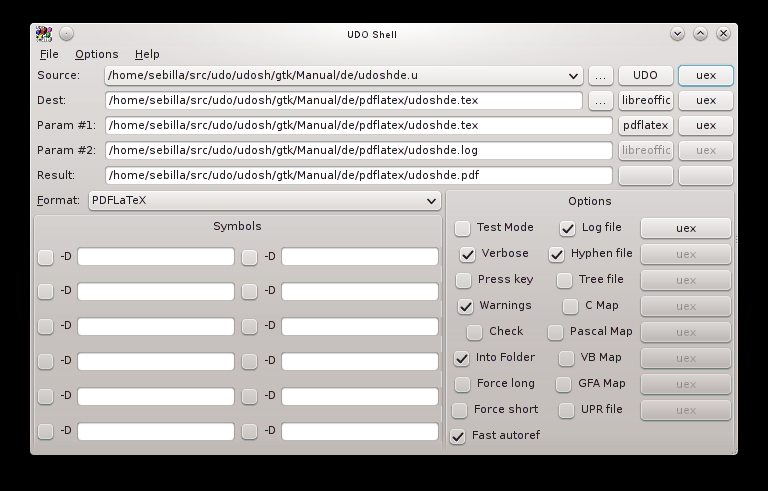 UDO Shell
File Options Help
Source: /home/sebilla/src/udo/udosh/gtk/Manual/de/udoshde.u ... UDO uex
Dest: /home/sebilla/src/udo/udosh/gtk/Manual/de/pdflatex/udoshde.tex ... libreoffic uex
Param #1: /home/sebilla/src/udo/udosh/gtk/Manual/de/pdflatex/udoshde.tex pdflatex uex
Param #2: /home/sebilla/src/udo/udosh/gtk/Manual/de/pdflatex/udoshde.log libreoffic uex
Result: /home/sebilla/src/udo/udosh/gtk/Manual/de/pdflatex/udoshde.pdf
Format: PDFLaTeX
Symbols
-D -D
-D -D
-D -D
-D -D
-D -D
-D -D
Options
Test Mode Log file uex
Verbose Hyphen file uex
Press key Tree file uex
Warnings C Map uex
Check Pascal Map uex
Into Folder VB Map uex
Force long GFA Map uex
Force short UPR file uex
Fast autoref